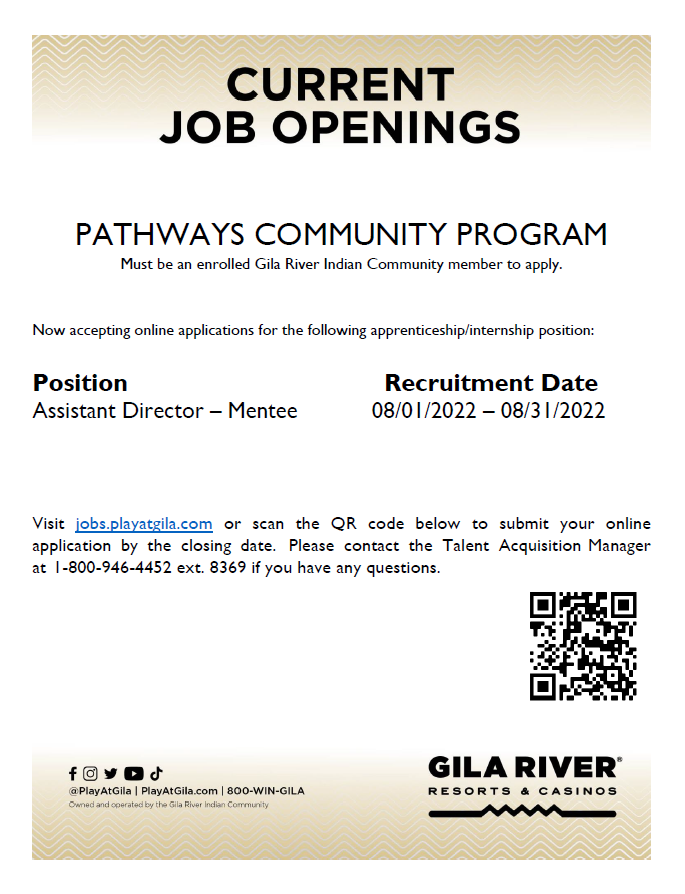 CURRENT
JOB OPENINGS
PATHWAYS COMMUNITY PROGRAM
Must be an enrolled Gila River Indian Community member to apply.
Now accepting online applications for the following apprenticeship/internship position:
Position Recruitment Date
Assistant Director – Mentee 08/01/2022 – 08/31/2022
Visit jobs.playatgila.com or scan the QR code below to submit your online
application by the closing date. Please contact the Talent Acquisition Manager
at 1-800-946-4452 ext. 8369 if you have any questions.
@PlayAtGila | PlayAtGila.com | 800-WIN-GILA
Owned and operated by the Gila River Indian Community
GILA RIVER®
RESORTS & CASINOS